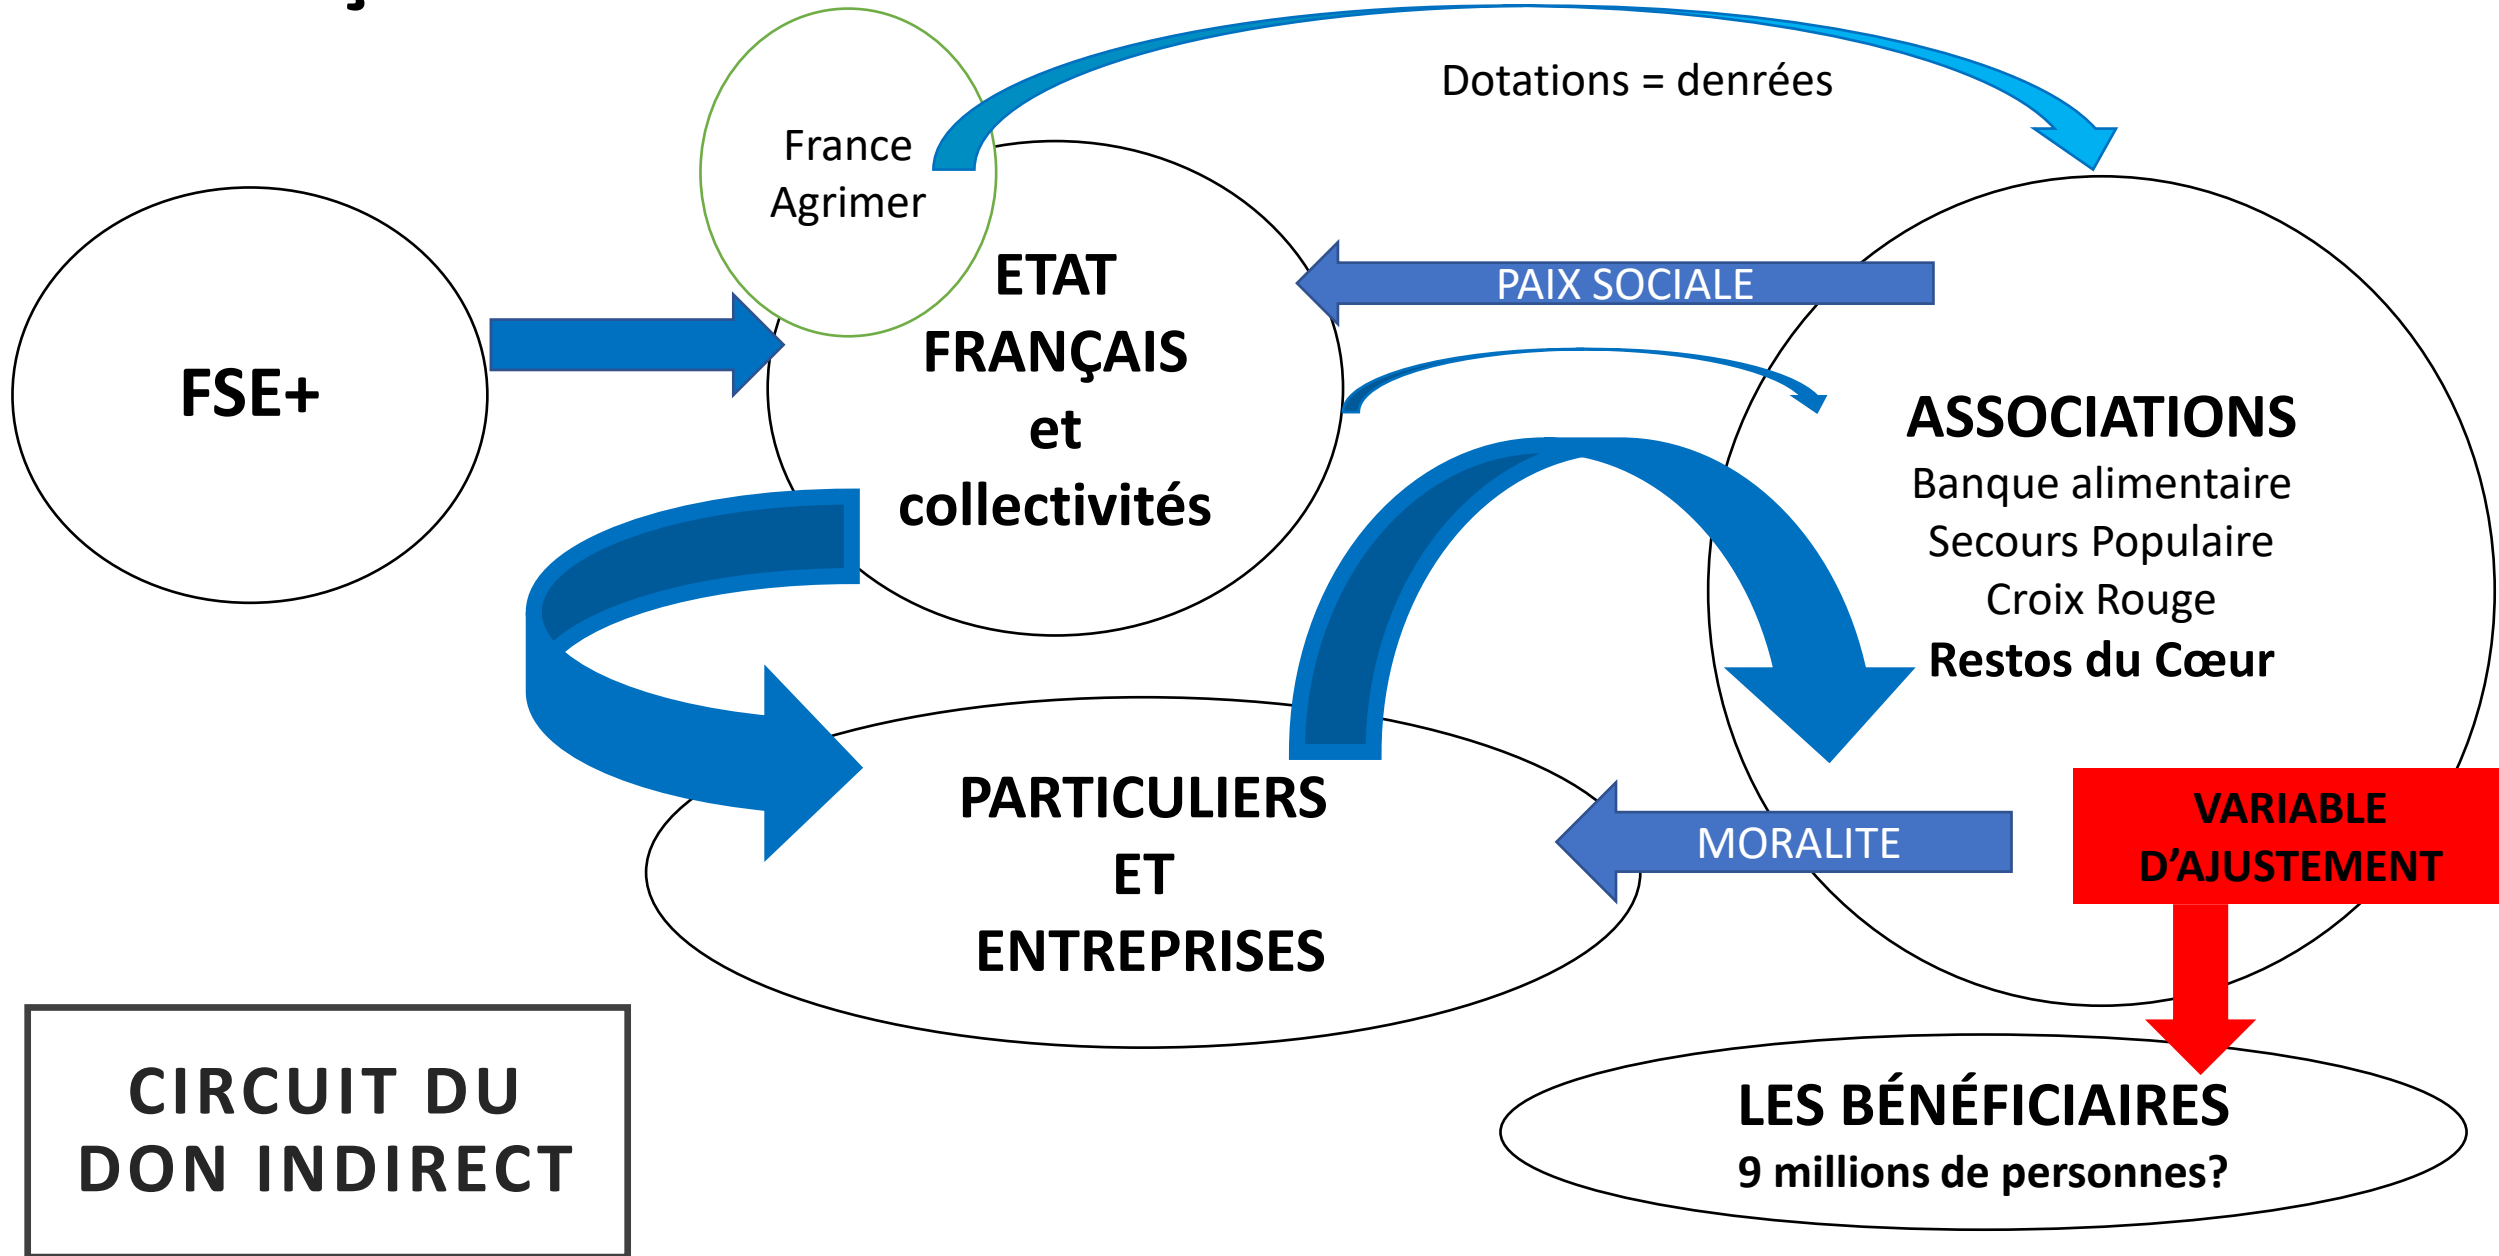 Dotations = denrées
France
Agrimer
ETAT
FRANÇAIS
et
collectivités
PAIX SOCIALE
FSE+
ASSOCIATIONS
Banque alimentaire
Secours Populaire
Croix Rouge
Restos du Cœur
PARTICULIERS
ET
ENTREPRISES
MORALITE
VARIABLE
D’AJUSTEMENT
CIRCUIT DU
DON INDIRECT
LES BÉNÉFICIAIRES
9 millions de personnes?